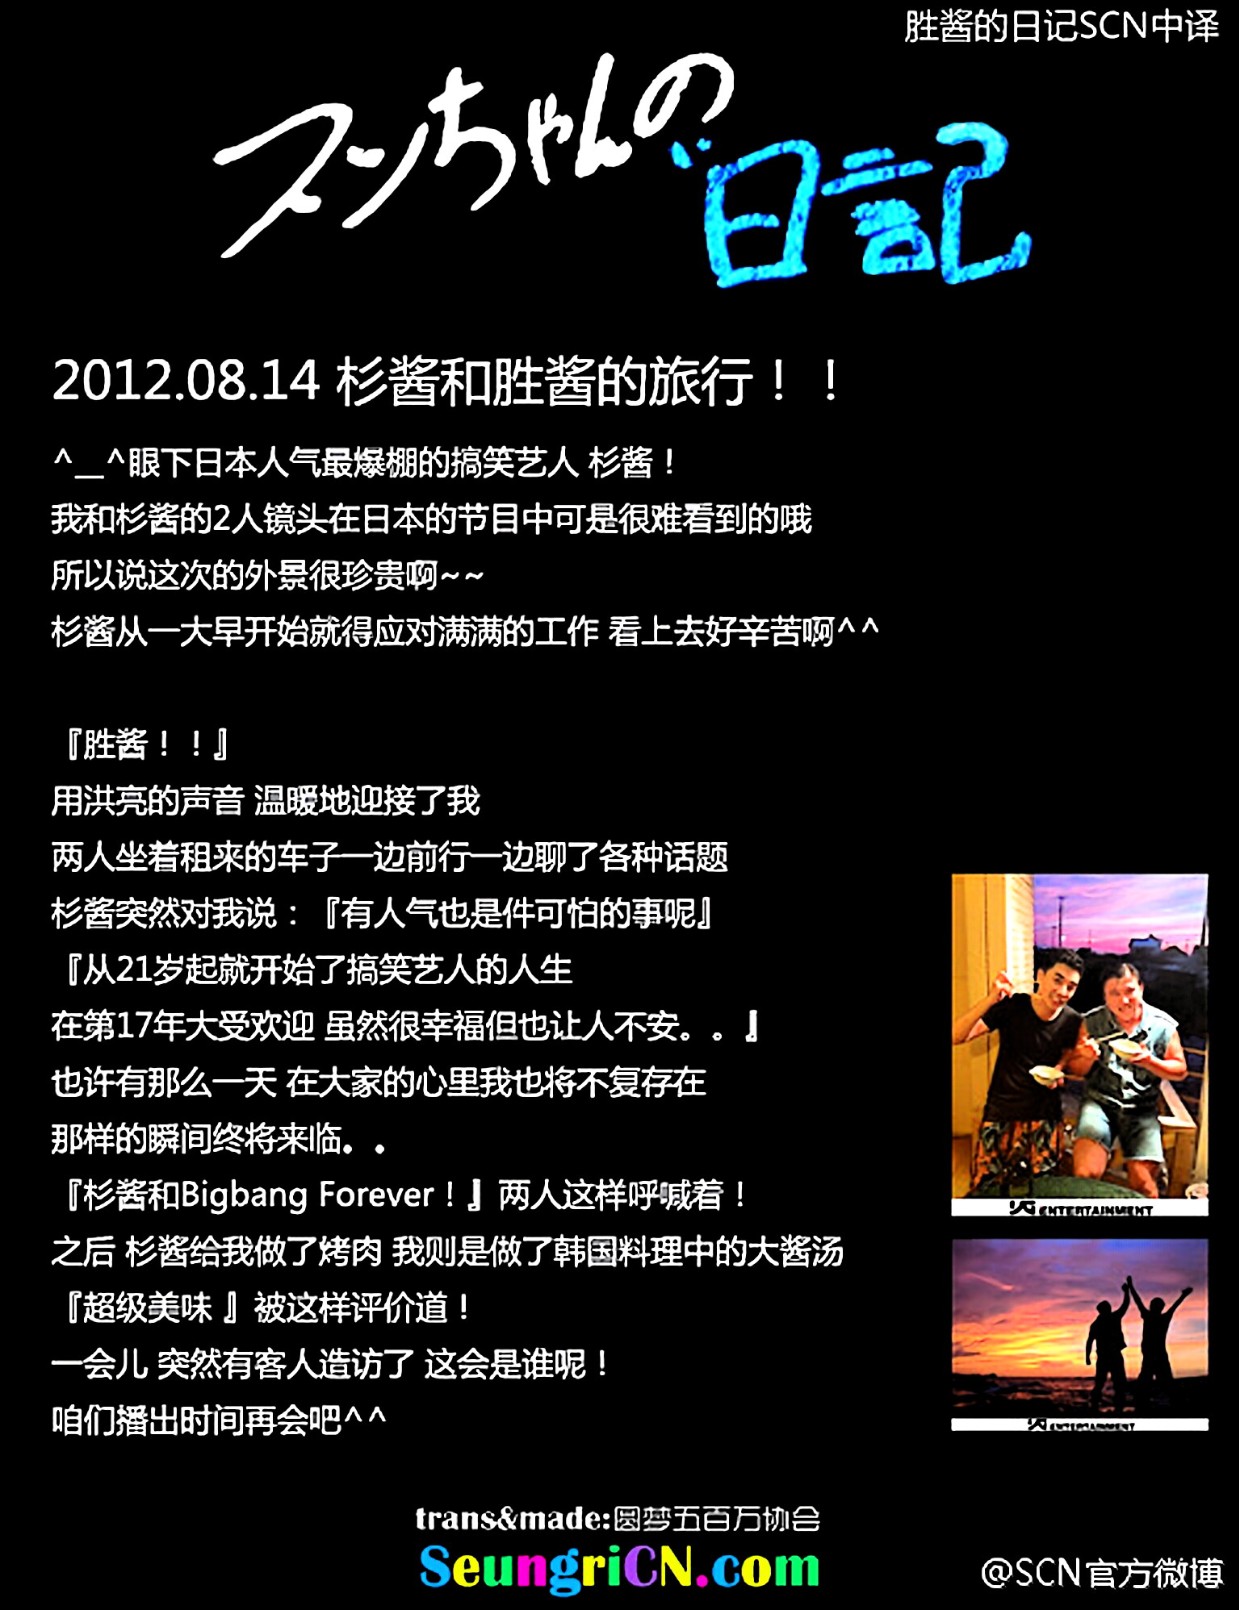 胜酱的日记SCN中译
スンちゃんの
日記
2012.08.14 杉酱和胜酱的旅行！！
^__^眼下日本人气最爆棚的搞笑艺人 杉酱！
我和杉酱的2人镜头在日本的节目中可是很难看到的哦
所以说这次的外景很珍贵啊~~
杉酱从一大早开始就得应对满满的工作 看上去好辛苦啊^^
『胜酱！！』
用洪亮的声音 温暖地迎接了我
两人坐着租来的车子一边前行一边聊了各种话题
杉酱突然对我说：『有人气也是件可怕的事呢』
『从21岁起就开始了搞笑艺人的人生
在第17年大受欢迎 虽然很幸福但也让人不安。。』
也许有那么一天 在大家的心里我也将不复存在
那样的瞬间终将来临。。
『杉酱和Bigbang Forever！』两人这样呼喊着！
之后 杉酱给我做了烤肉 我则是做了韩国料理中的大酱汤
『超级美味 』被这样评价道！
一会儿 突然有客人造访了 这会是谁呢！
咱们播出时间再会吧^^
YG ENTERTAINMENT
YG ENTERTAINMENT
trans&made:圆梦五百万协会
SeungriCN.com
@SCN官方微博